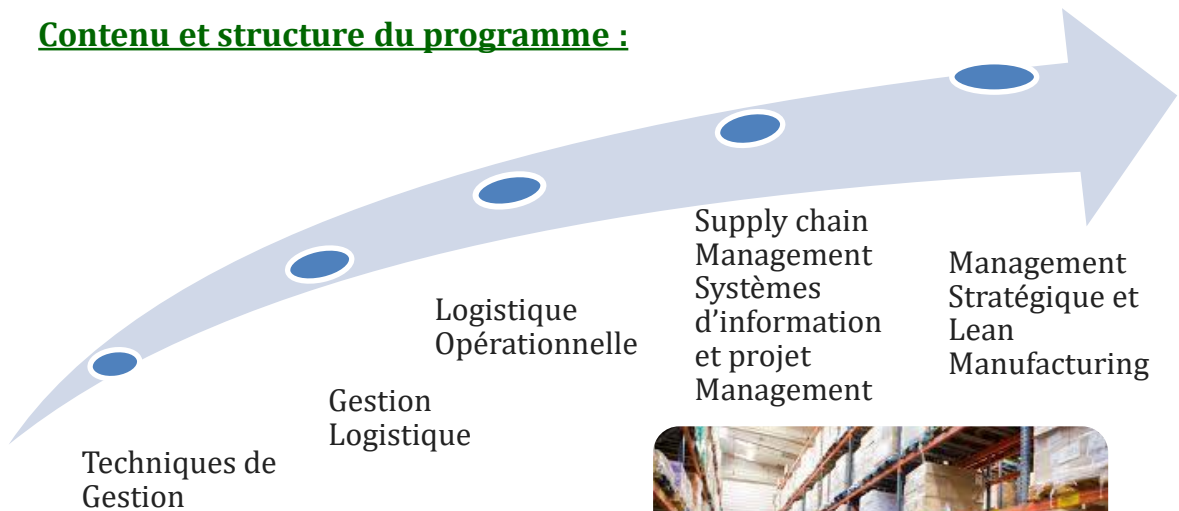 Contenu et structure du programme :
Techniques de
Gestion
Gestion
Logistique
Logistique
Opérationnelle
Supply chain
Management
Systèmes
d’information
et projet
Management
Management
Stratégique et
Lean
Manufacturing